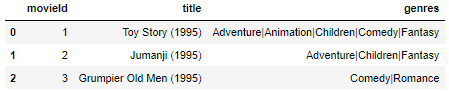 movieId title genres
0 1 Toy Story (1995) Adventure|Animation|Children|Comedy|Fantasy
1 2 Jumanji (1995) Adventure|Children|Fantasy
2 3 Grumpier Old Men (1995) Comedy|Romance